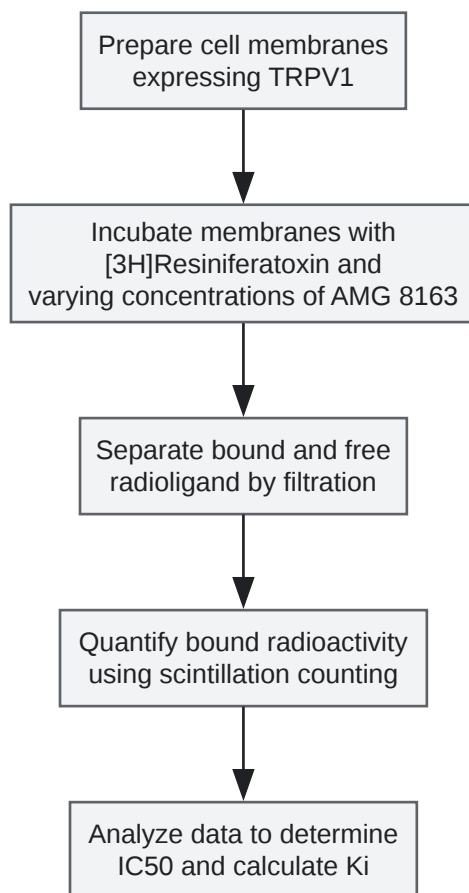 Prepare cell membranes
expressing TRPV1
Incubate membranes with
[3H]Resiniferatoxin and
varying concentrations of AMG 8163
Separate bound and free
radioligand by filtration
Quantify bound radioactivity
using scintillation counting
Analyze data to determine
IC50 and calculate Ki